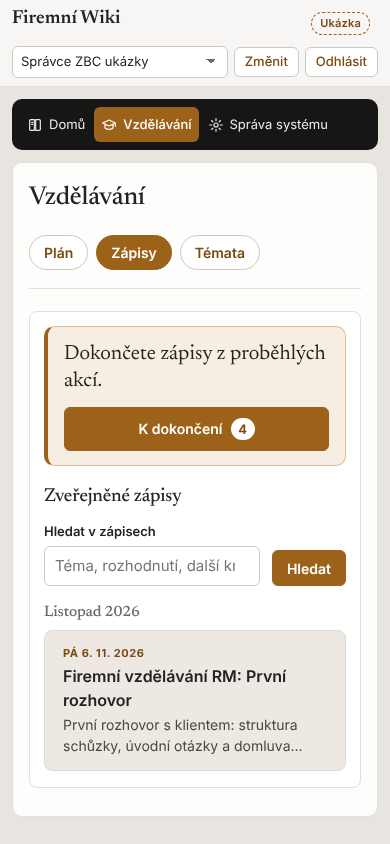 Firemní Wiki
Ukázka
Správce ZBC ukázky
Změnit
Odhlásit
Domů
Vzdělávání
Správa systému
Vzdělávání
Plán
Zápisy
Témata
Dokončete zápisy z proběhlých
akcí.
K dokončení 4
Zveřejněné zápisy
Hledat v zápisech
Téma, rozhodnutí, další
Hledat
Listopad 2026
PÁ 6. 11. 2026
Firemní vzdělávání RM: První
rozhovor
První rozhovor s klientem: struktura
schůzky, úvodní otázky a domluva…